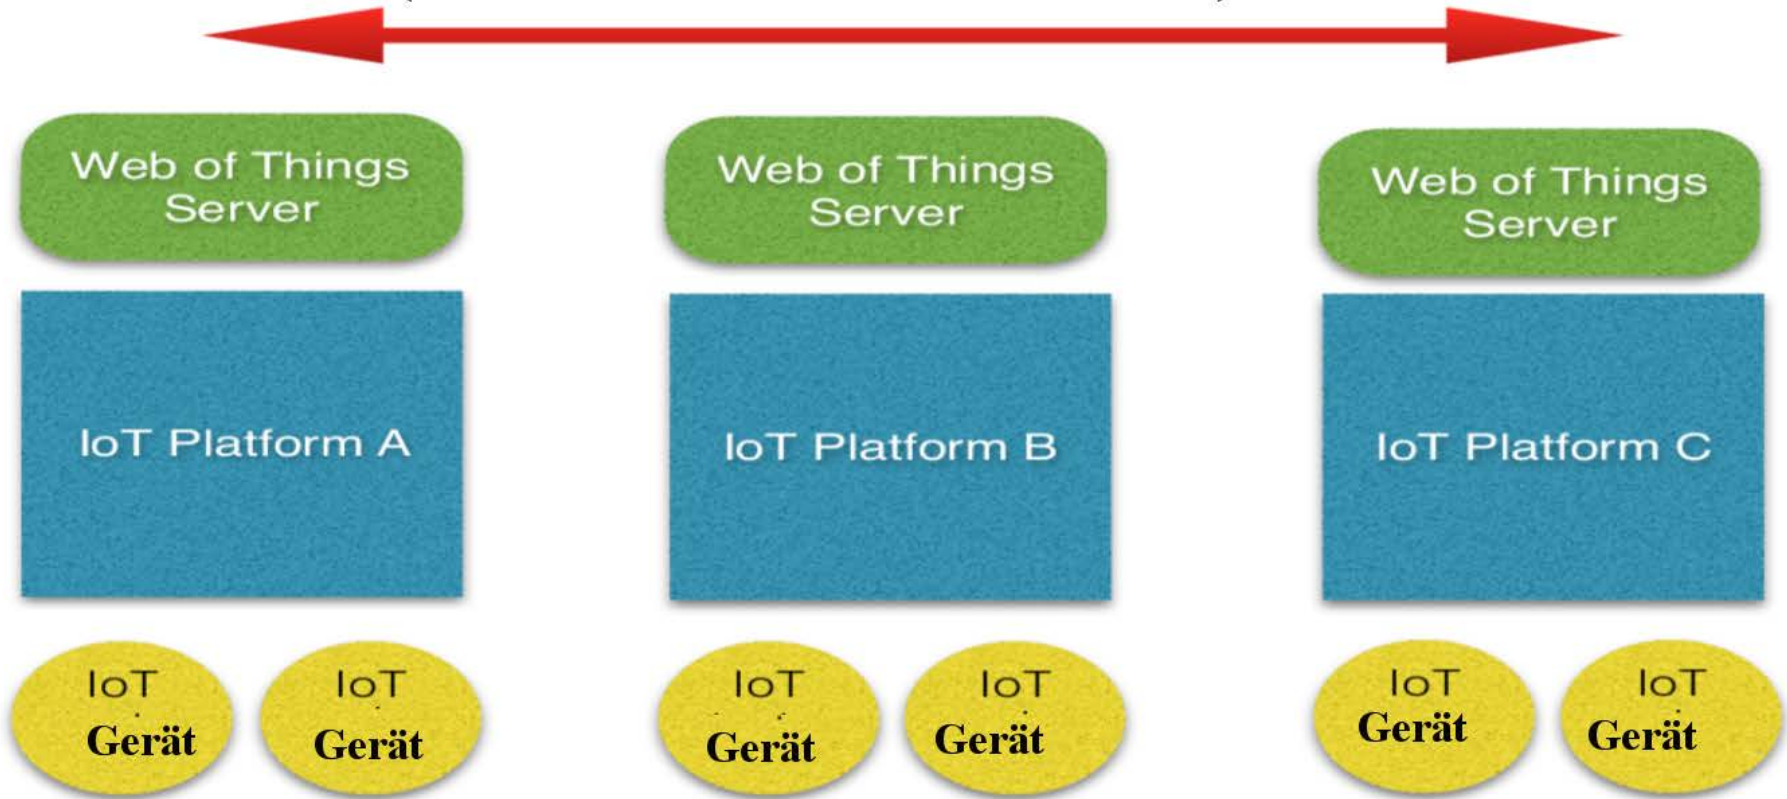 Web of Things
Server
Web of Things
Server
Web of Things
Server
IoT Platform A
IoT Platform B
IoT Platform C
IoT
Gerät
IoT
Gerät
IoT
Gerät
IoT
Gerät
IoT
Gerät
IoT
Gerät